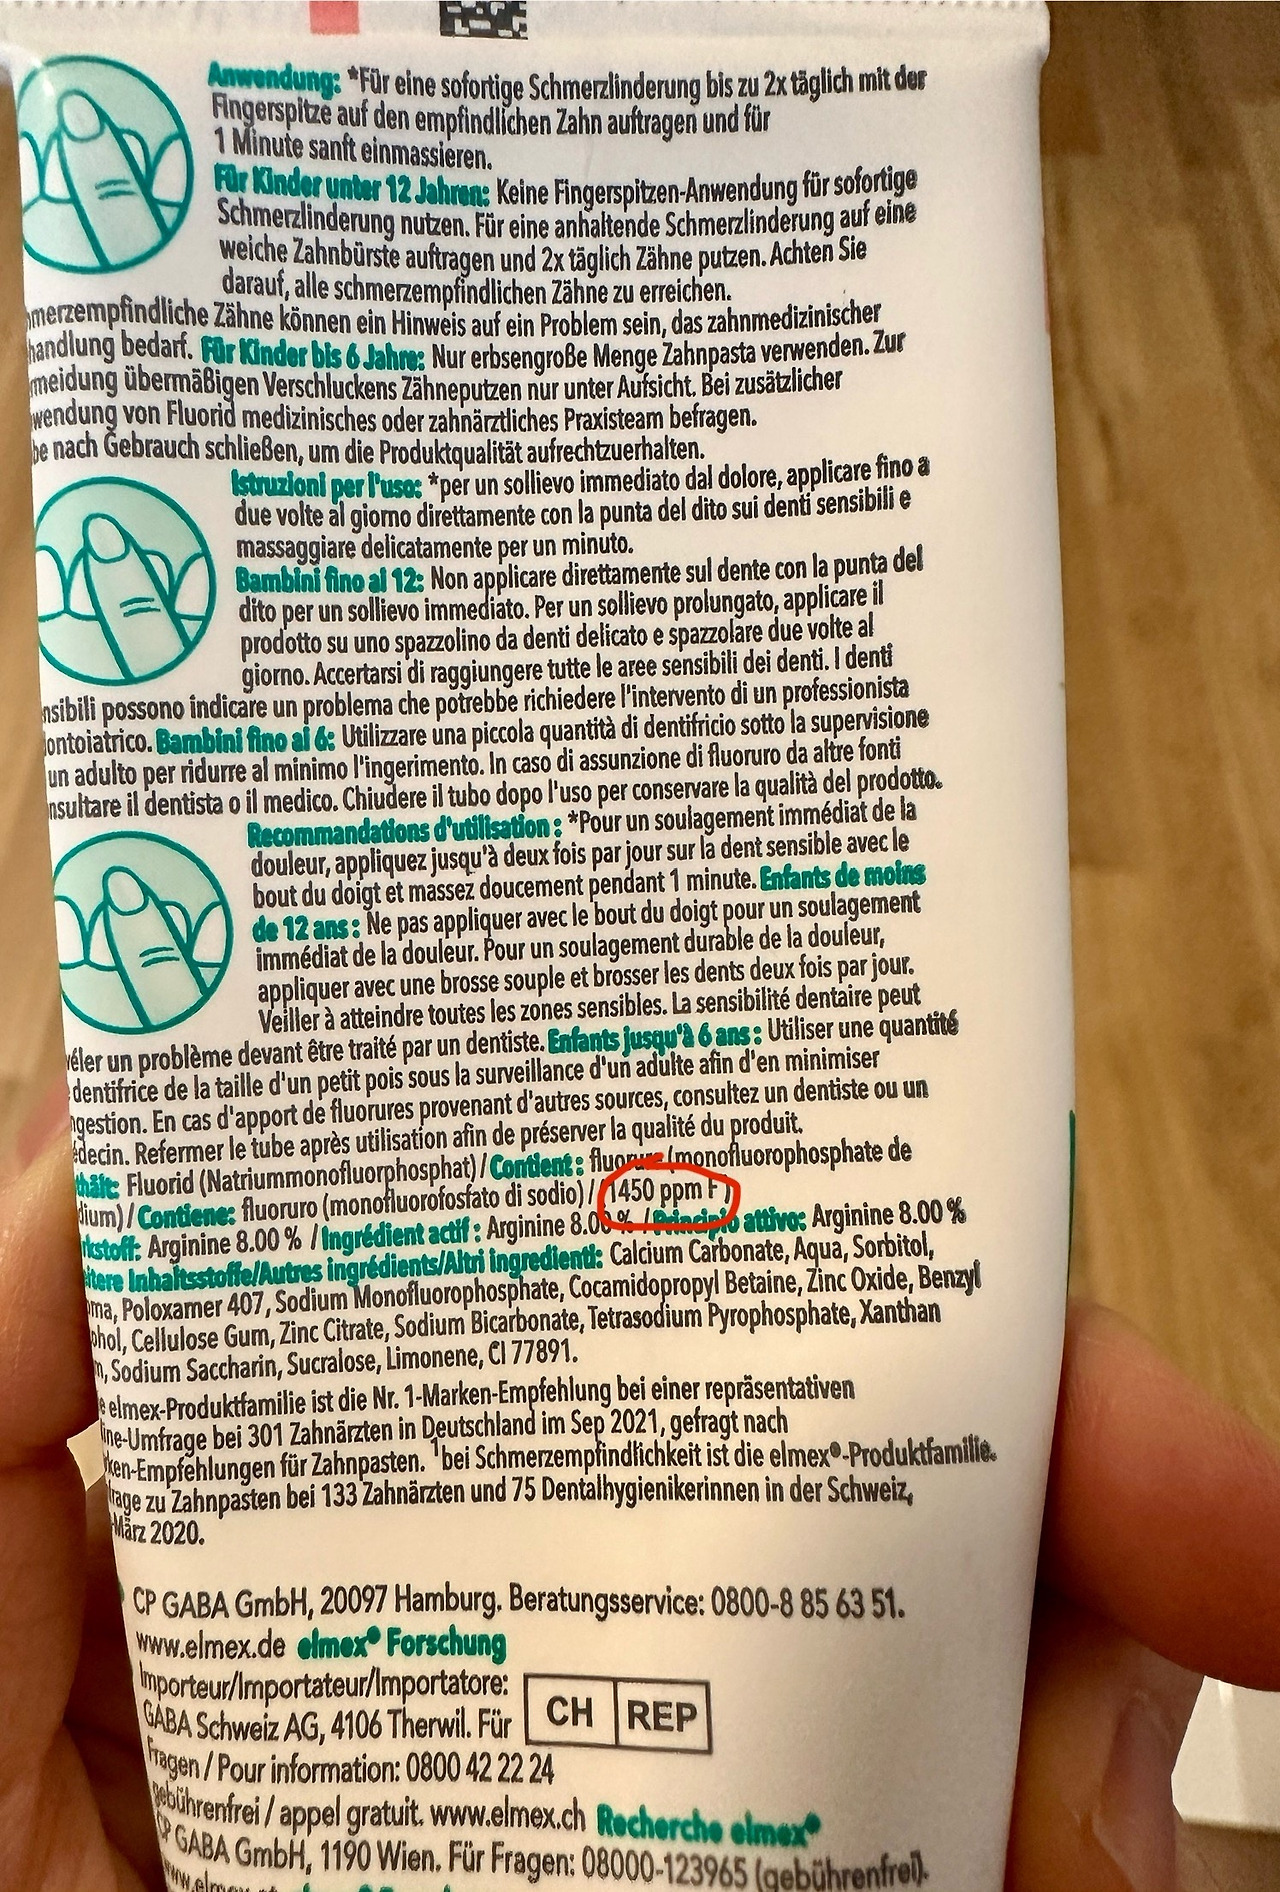 Anwendung: *Für eine sofortige Schmerzlinderung bis zu 2x täglich mit der
Fingerspitze auf den empfindlichen Zahn auftragen und für
1 Minute sanft einmassieren.
Für Kinder unter 12 Jahren: Keine Fingerspitzen-Anwendung für sofortige
Schmerzlinderung nutzen. Für eine anhaltende Schmerzlinderung auf eine
weiche Zahnbürste auftragen und 2x täglich Zähne putzen. Achten Sie
darauf, alle schmerzempfindlichen Zähne zu erreichen.
merzempfindliche Zähne können ein Hinweis auf ein Problem sein, das zahnmedizinischer
handlung bedarf. Für Kinder bis 6 Jahre: Nur erbsengroße Menge Zahnpasta verwenden. Zur
meidung übermäßigen Verschluckens Zähneputzen nur unter Aufsicht. Bei zusätzlicher
wendung von Fluorid medizinisches oder zahnärztliches Praxisteam befragen.
be nach Gebrauch schließen, um die Produktqualität aufrechtzuerhalten.
Istruzioni per l'uso: *per un sollievo immediato dal dolore, applicare fino a
due volte al giorno direttamente con la punta del dito sui denti sensibili e
massaggiare delicatamente per un minuto.
Bambini fino ai 12: Non applicare direttamente sul dente con la punta del
dito per un sollievo immediato. Per un sollievo prolungato, applicare il
prodotto su uno spazzolino da denti delicato e spazzolare due volte al
giorno. Accertarsi di raggiungere tutte le aree sensibili dei denti. I denti
nsibili possono indicare un problema che potrebbe richiedere l'intervento di un professionista
ontoiatrico. Bambini fino ai 6: Utilizzare una piccola quantità di dentifricio sotto la supervisione
un adulto per ridurre al minimo l'ingerimento. In caso di assunzione di fluoruro da altre fonti
nsultare il dentista o il medico. Chiudere il tubo dopo l'uso per conservare la qualità del prodotto.
Recommandations d'utilisation : *Pour un soulagement immédiat de la
douleur, appliquez jusqu'à deux fois par jour sur la dent sensible avec le
bout du doigt et massez doucement pendant 1 minute. Enfants de moins
de 12 ans : Ne pas appliquer avec le bout du doigt pour un soulagement
immédiat de la douleur. Pour un soulagement durable de la douleur,
appliquer avec une brosse souple et brosser les dents deux fois par jour.
Veiller à atteindre toutes les zones sensibles. La sensibilité dentaire peut
véler un problème devant être traité par un dentiste. Enfants jusqu'à 6 ans : Utiliser une quantité
dentifrice de la taille d'un petit pois sous la surveillance d'un adulte afin d'en minimiser
ngestion. En cas d'apport de fluorures provenant d'autres sources, consultez un dentiste ou un
édecin. Refermer le tube après utilisation afin de préserver la qualité du produit.
hält: Fluorid (Natriummonofluorphosphat) / Contient : fluorure (monofluorophosphate de
dium) / Contiene: fluoruro (monofluorofosfato di sodio) / (1450 ppm F⁻)
rkstoff: Arginine 8.00 % / Ingrédient actif : Arginine 8.00 % / Principio attivo: Arginine 8.00 %
itere Inhaltsstoffe/Autres ingrédients/Altri ingredienti: Calcium Carbonate, Aqua, Sorbitol,
oma, Poloxamer 407, Sodium Monofluorophosphate, Cocamidopropyl Betaine, Zinc Oxide, Benzyl
ohol, Cellulose Gum, Zinc Citrate, Sodium Bicarbonate, Tetrasodium Pyrophosphate, Xanthan
m, Sodium Saccharin, Sucralose, Limonene, CI 77891.
e elmex-Produktfamilie ist die Nr. 1-Marken-Empfehlung bei einer repräsentativen
ine-Umfrage bei 301 Zahnärzten in Deutschland im Sep 2021, gefragt nach
ken-Empfehlungen für Zahnpasten. ¹bei Schmerzempfindlichkeit ist die elmex®-Produktfamilie.
rage zu Zahnpasten bei 133 Zahnärzten und 75 Dentalhygienikerinnen in der Schweiz,
-März 2020.
CP GABA GmbH, 20097 Hamburg. Beratungsservice: 0800-8 85 63 51.
www.elmex.de elmex® Forschung
Importeur/Importateur/Importatore:
GABA Schweiz AG, 4106 Therwil. Für
CH REP
Fragen / Pour information: 0800 42 22 24
gebührenfrei / appel gratuit. www.elmex.ch Recherche elmex®
CP GABA GmbH, 1190 Wien. Für Fragen: 08000-123965 (gebührenfrei).